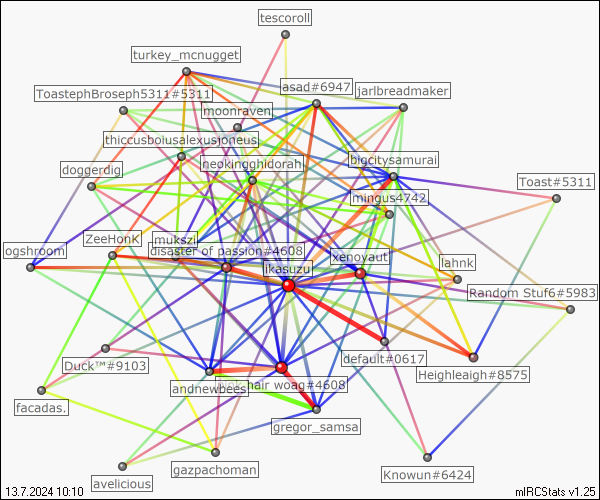 tescoroll
turkey_mcnugget
asad#6947
ToastephBroseph5311#5311
jarlbreadmaker
moonraven
thiccusboiusalexusjoneus
neokingghidorah
bigcitysamurai
doggerdig
Toast#5311
mingus4742
ZeeHonK
mukszi
ogshroom
disaster of passion#4608
xenoyaut
lahnk
ikasuzu
Random Stuf6#5983
default#0617
Duck™#9103
Heighleaigh#8575
andnewbees
hair woag#4608
facadas.
gregor_samsa
gazpachoman
Knowun#6424
avelicious
13.7.2024 10:10
mIRCStats v1.25